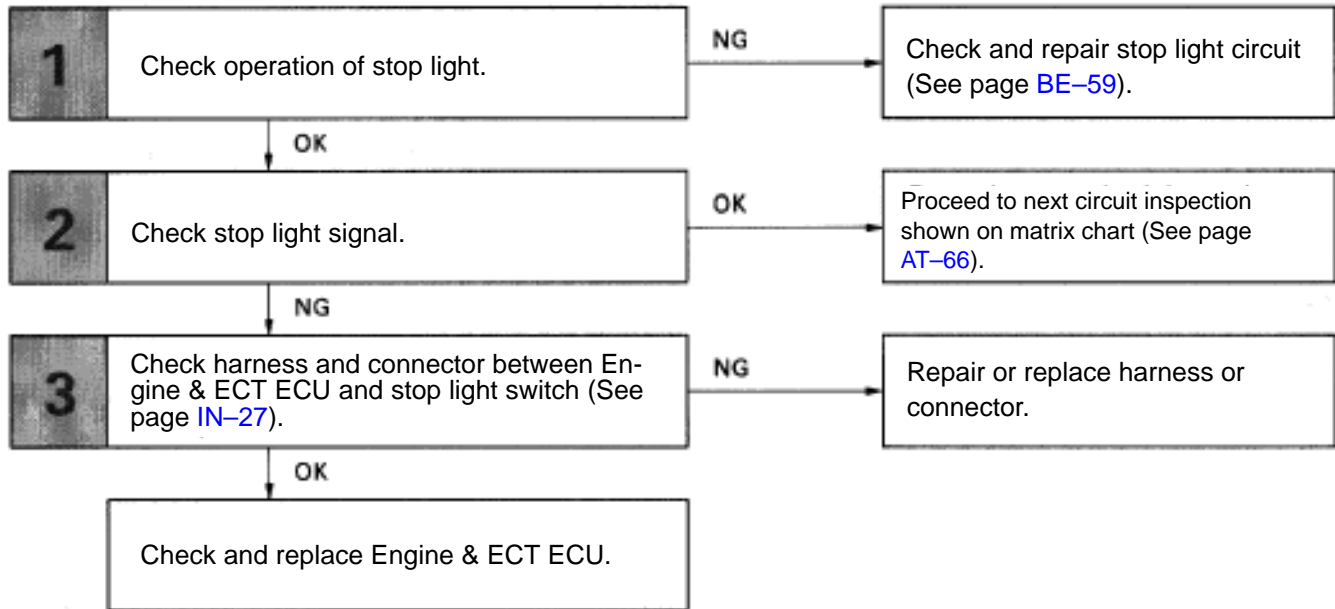 1
Check operation of stop light.
NG
Check and repair stop light circuit
(See page BE–59).
OK
2
Check stop light signal.
OK
Proceed to next circuit inspection
shown on matrix chart (See page
AT–66).
NG
3
Check harness and connector between En-
gine & ECT ECU and stop light switch (See
page IN–27).
NG
Repair or replace harness or
connector.
OK
Check and replace Engine & ECT ECU.